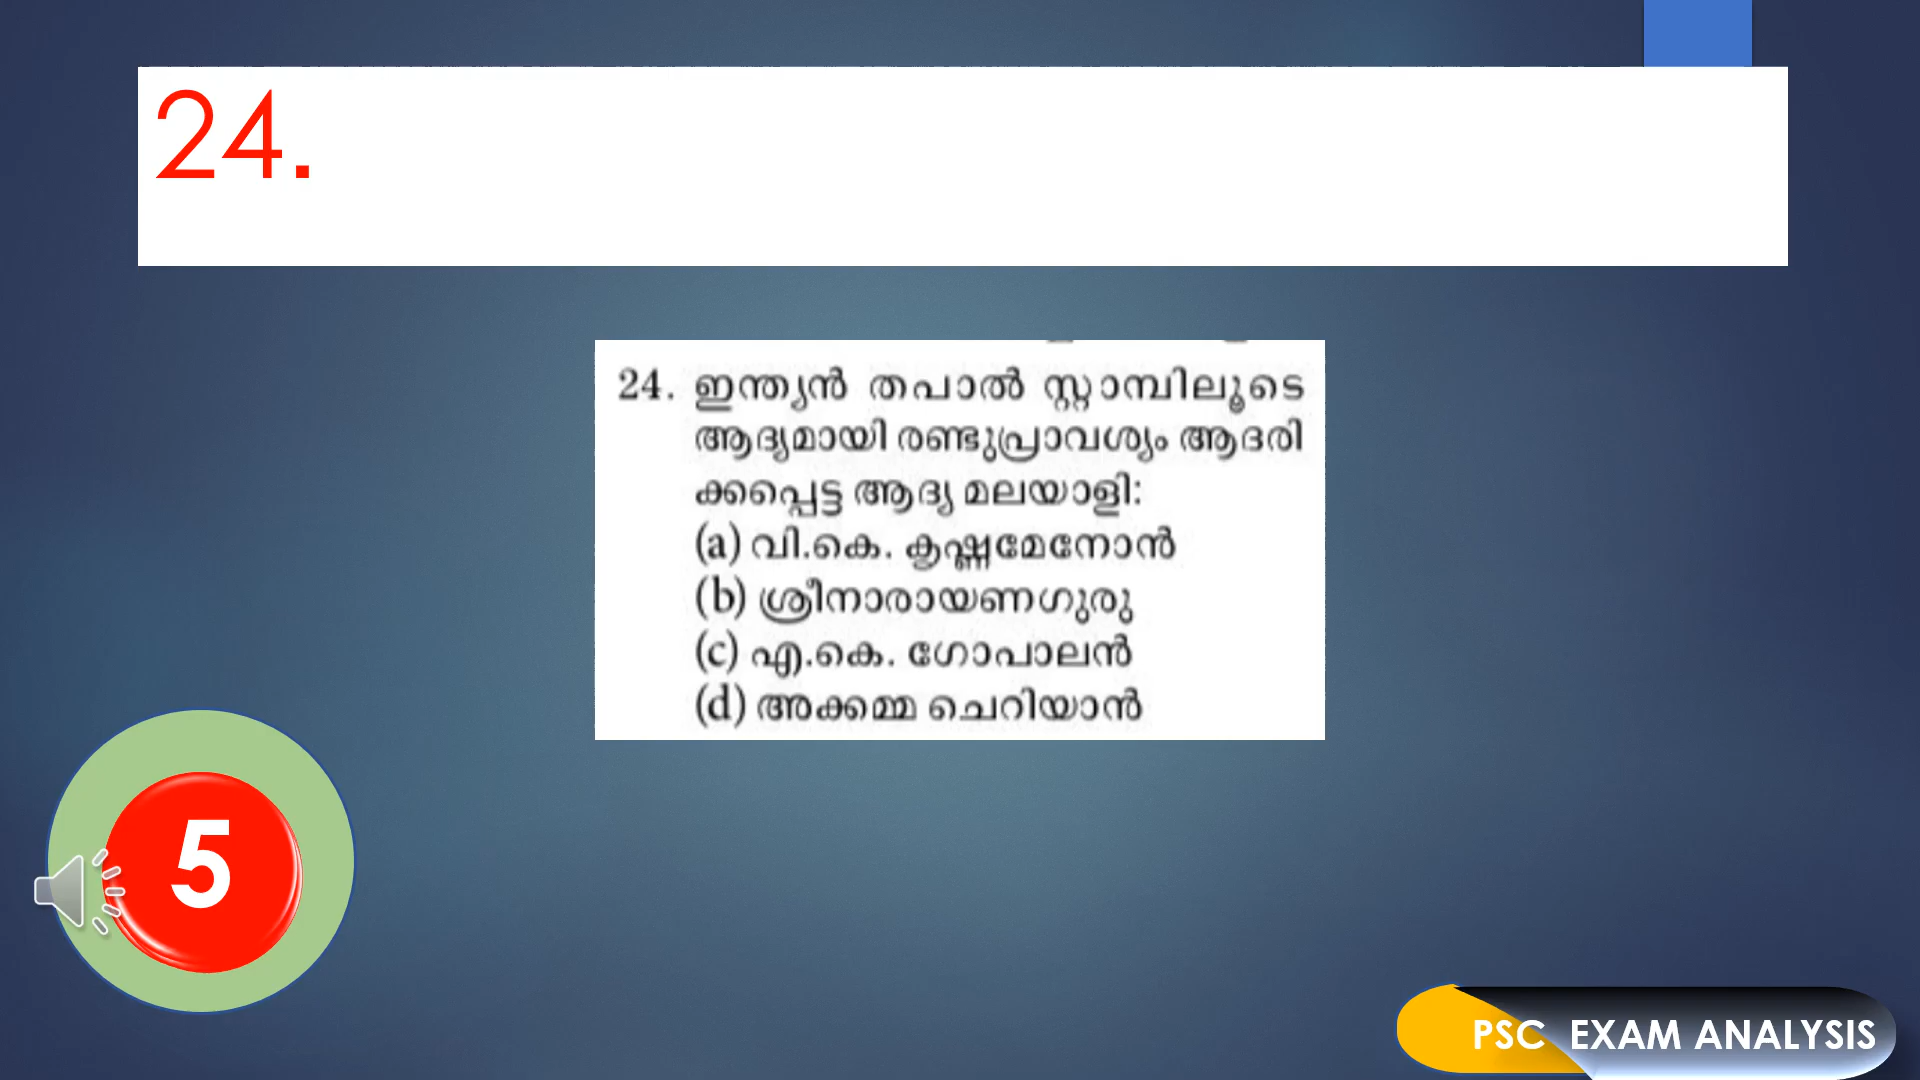 24.
24. ഇന്ത്യൻ തപാൽ സ്റ്റാമ്പിലൂടെ
ആദ്യമായി രണ്ടുപ്രാവശ്യം ആദരി
ക്കപ്പെട്ട ആദ്യ മലയാളി:
(a) വി.കെ. കൃഷ്ണമേനോൻ
(b) ശ്രീനാരായണഗുരു
(c) എ.കെ. ഗോപാലൻ
(d) അക്കമ്മ ചെറിയാൻ
5
PSC EXAM ANALYSIS